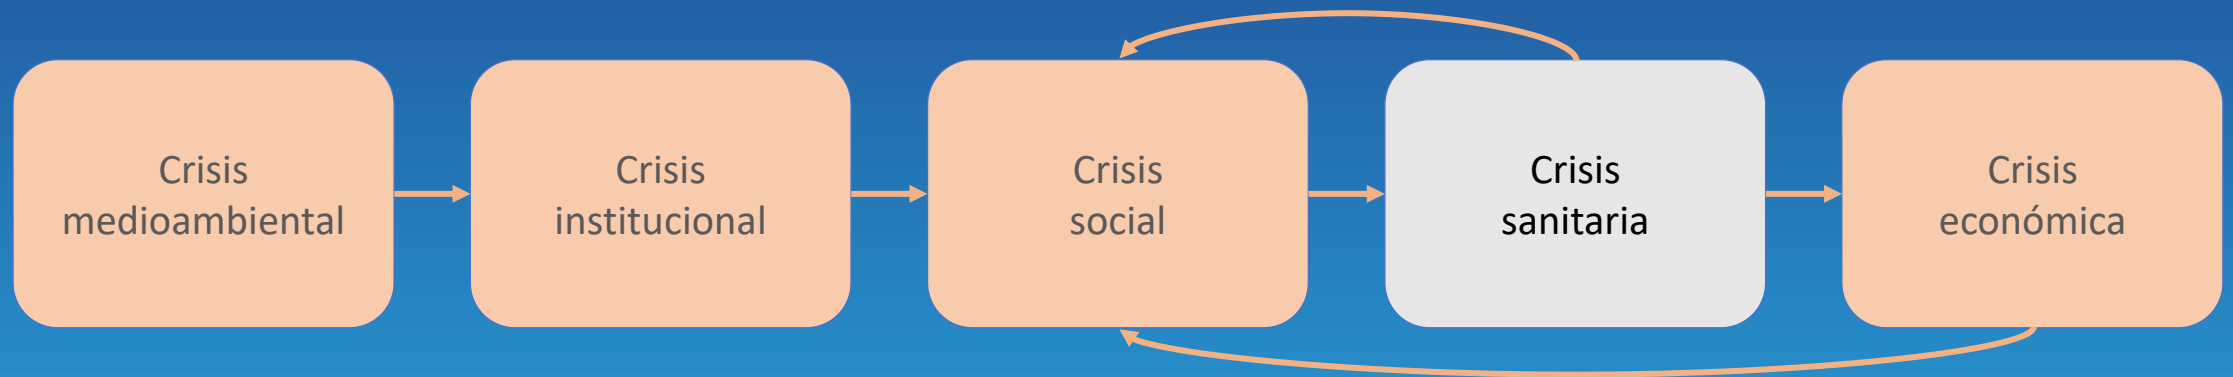 Crisis
medioambiental
Crisis
institucional
Crisis
social
Crisis
sanitaria
Crisis
económica